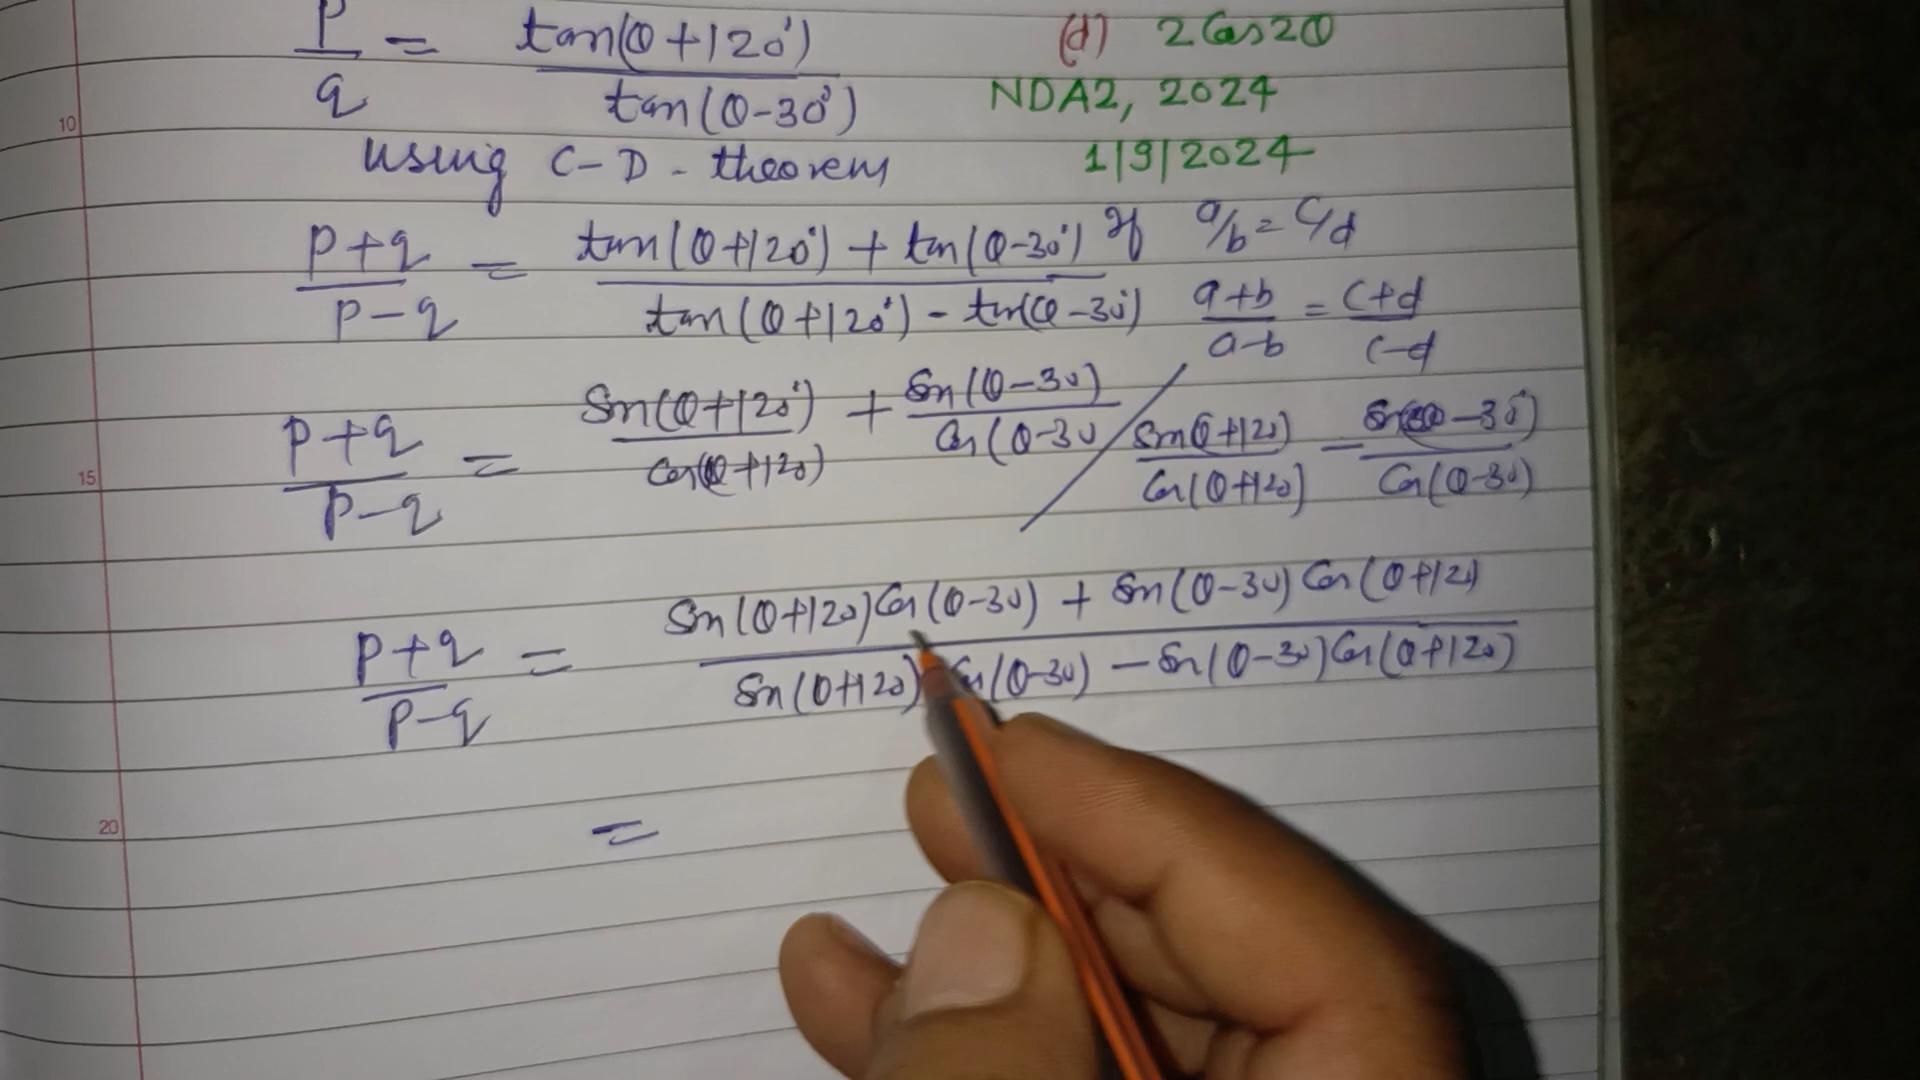 P/q = tan(θ+120°)/tan(θ-30°)
(d) 2Cos2θ
NDA2, 2024
10
using C-D-theorem
1/9/2024
P+q/P-q = tan(θ+120°) + tan(θ-30°)/tan(θ+120°) - tan(θ-30°)
If a/b = c/d
a+b/a-b = c+d/c-d
P+q/P-q = Sin(θ+120°)/Cos(θ+120) + Sin(θ-30)/Cos(θ-30 / Sin(θ+120)/Cos(θ+120) - Sin(θ-30°)/Cos(θ-30)
15
P+q/P-q = Sin(θ+120)Cos(θ-30) + Sin(θ-30)Cos(θ+120)/Sin(θ+120)Cos(θ-30) - Sin(θ-30)Cos(θ+120)
20
=